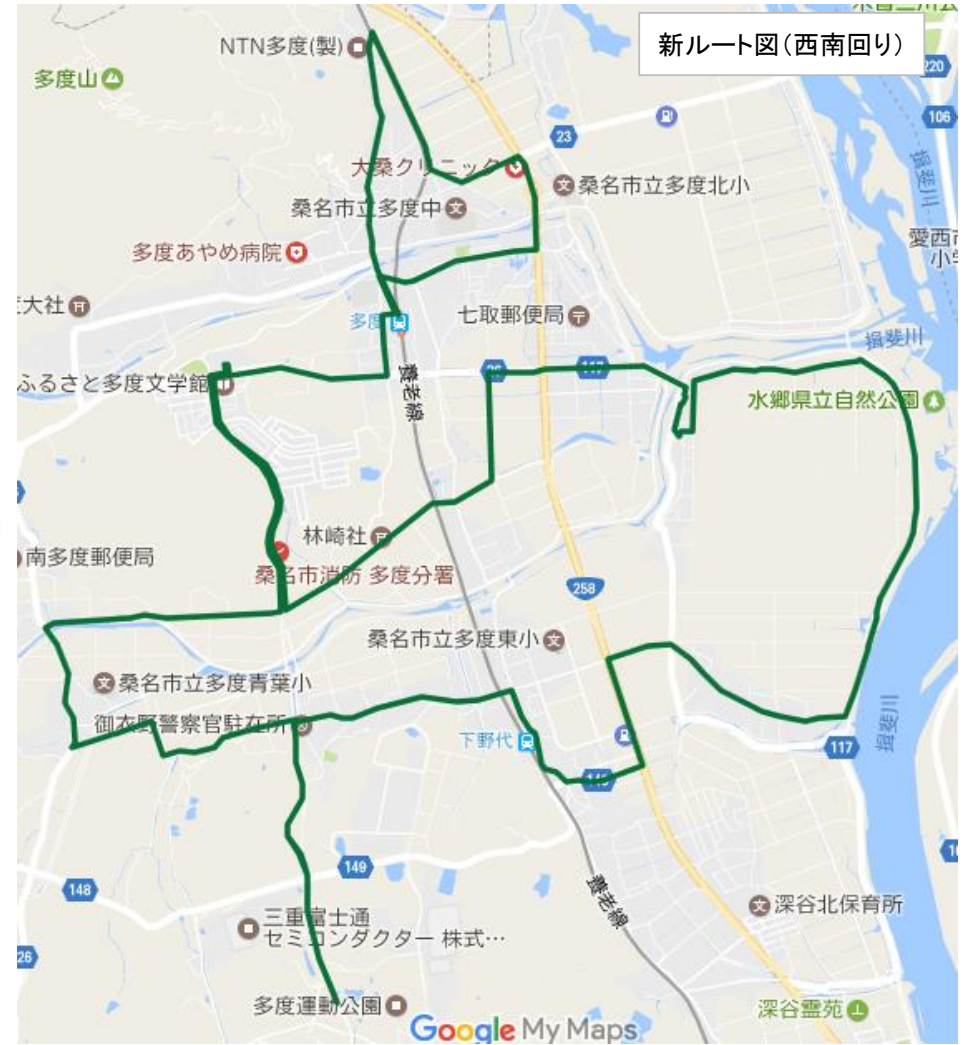 新ルート図(西南回り)
NTN多度(製)
多度山
220
106
23
大桑クリニック
桑名市立多度北小
桑名市立多度中
揖斐川
多度あやめ病院
愛西市
小学
大社
七取郵便局
多度
揖斐川
26
117
ふるさと多度文学館
養老線
水郷県立自然公園
林崎社
南多度郵便局
桑名市消防 多度分署
258
桑名市立多度東小
桑名市立多度青葉小
御衣野警察官駐在所
下野代
揖斐川
117
145
149
148
養老線
深谷北保育所
三重富士通
セミコンダクター 株式…
26
多度運動公園
深谷霊苑
Google My Maps